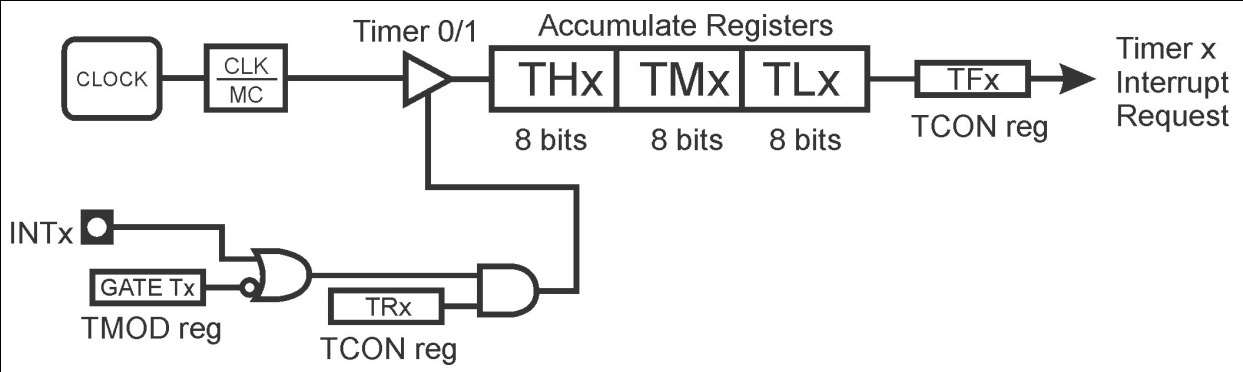 Timer 0/1
Accumulate Registers
CLOCK
CLK
MC
THx
TMx
TLx
TFx
Timer x
Interrupt
Request
8 bits
8 bits
8 bits
TCON reg
INTx
GATE Tx
TMOD reg
TRx
TCON reg